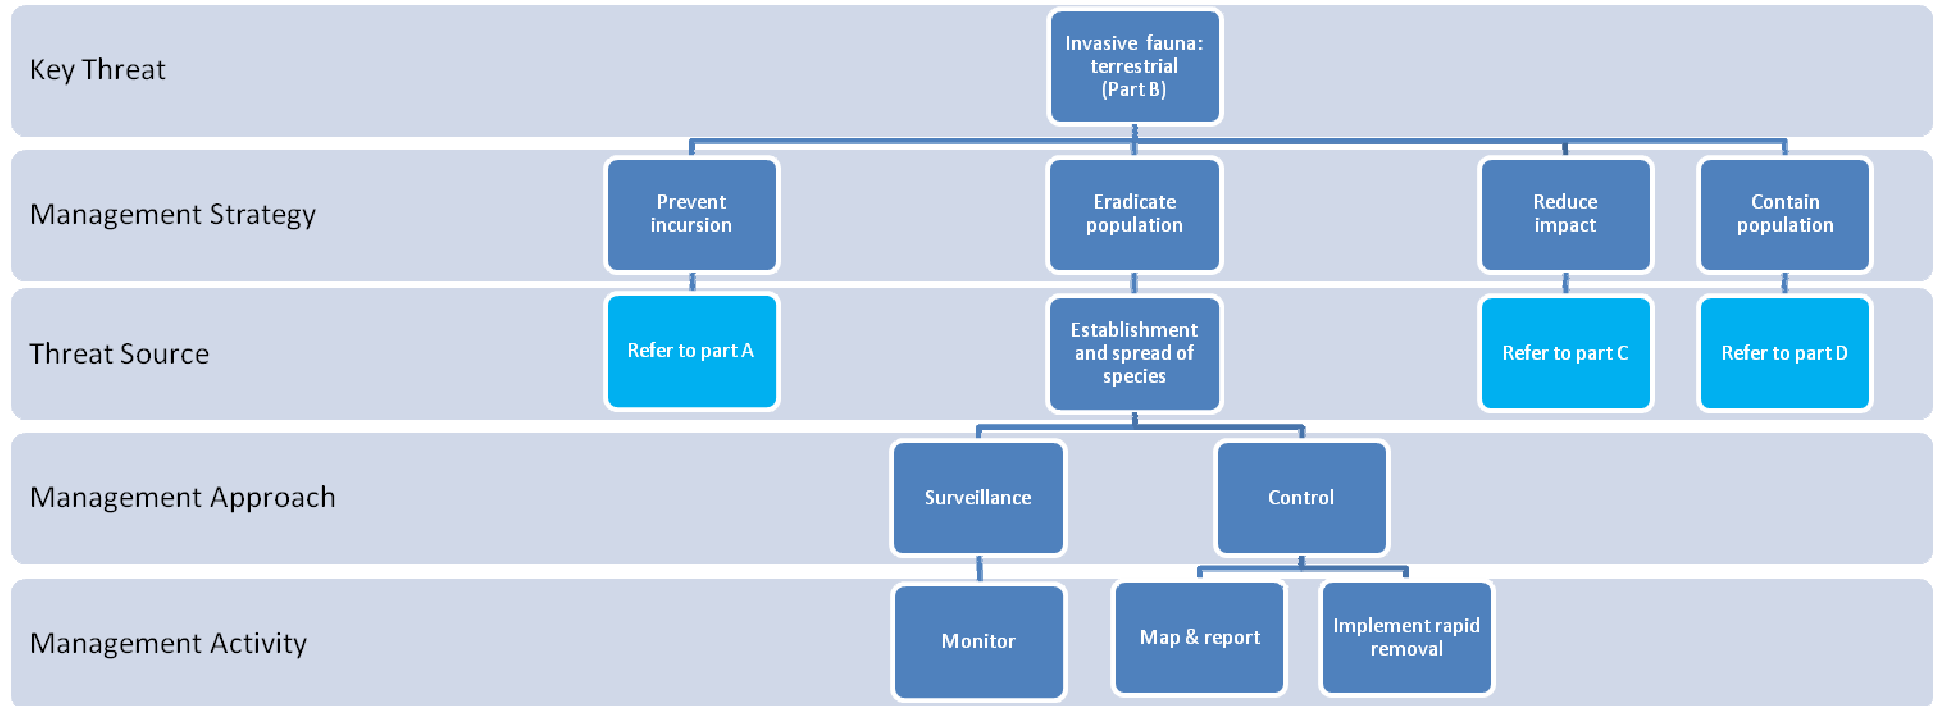 Key Threat
Invasive fauna:
terrestrial
(Part B)
Management Strategy
Prevent
incursion
Eradicate
population
Reduce
impact
Contain
population
Threat Source
Refer to part A
Establishment
and spread of
species
Refer to part C
Refer to part D
Management Approach
Surveillance
Control
Management Activity
Monitor
Map & report
Implement rapid
removal